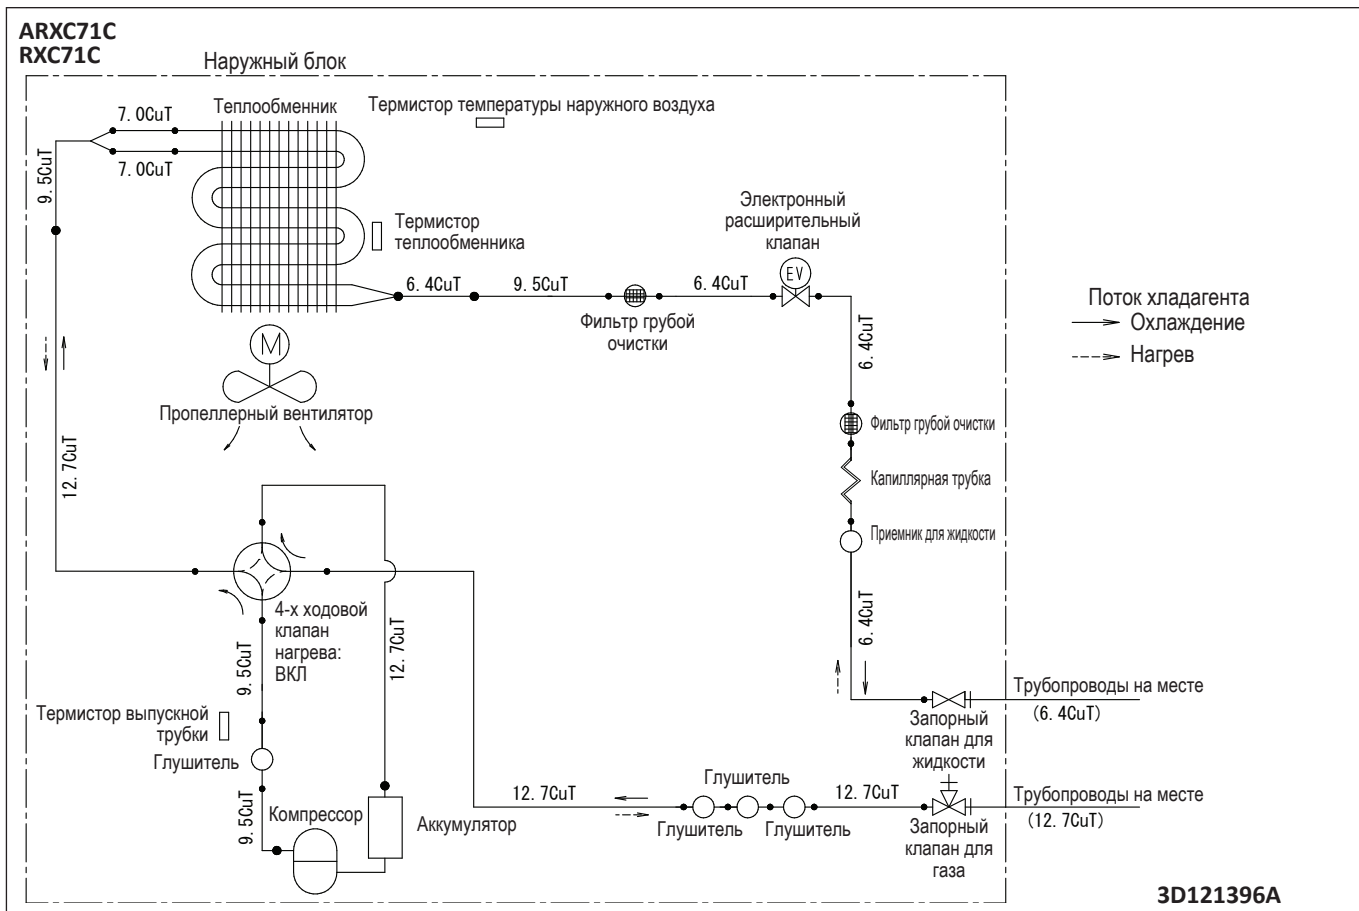 ARXC71C
RXC71C
Наружный блок
7.0CuT
Теплообменник
Термистор температуры наружного воздуха
7.0CuT
9.5CuT
Электронный
расширительный
клапан
EV
Термистор
теплообменника
6.4CuT
9.5CuT
6.4CuT
Фильтр грубой
очистки
6.4CuT
Поток хладагента
Охлаждение
Нагрев
M
Пропеллерный вентилятор
12.7CuT
Фильтр грубой очистки
Капиллярная трубка
Приемник для жидкости
4-х ходовой
клапан
нагрева:
ВКЛ
9.5CuT
12.7CuT
6.4CuT
Термистор выпускной
трубки
Глушитель
Трубопроводы на месте
(6.4CuT)
Запорный
клапан для
жидкости
9.5CuT
Компрессор
Аккумулятор
12.7CuT
Глушитель
Глушитель
Глушитель
12.7CuT
Трубопроводы на месте
(12.7CuT)
Запорный
клапан для
газа
3D121396A